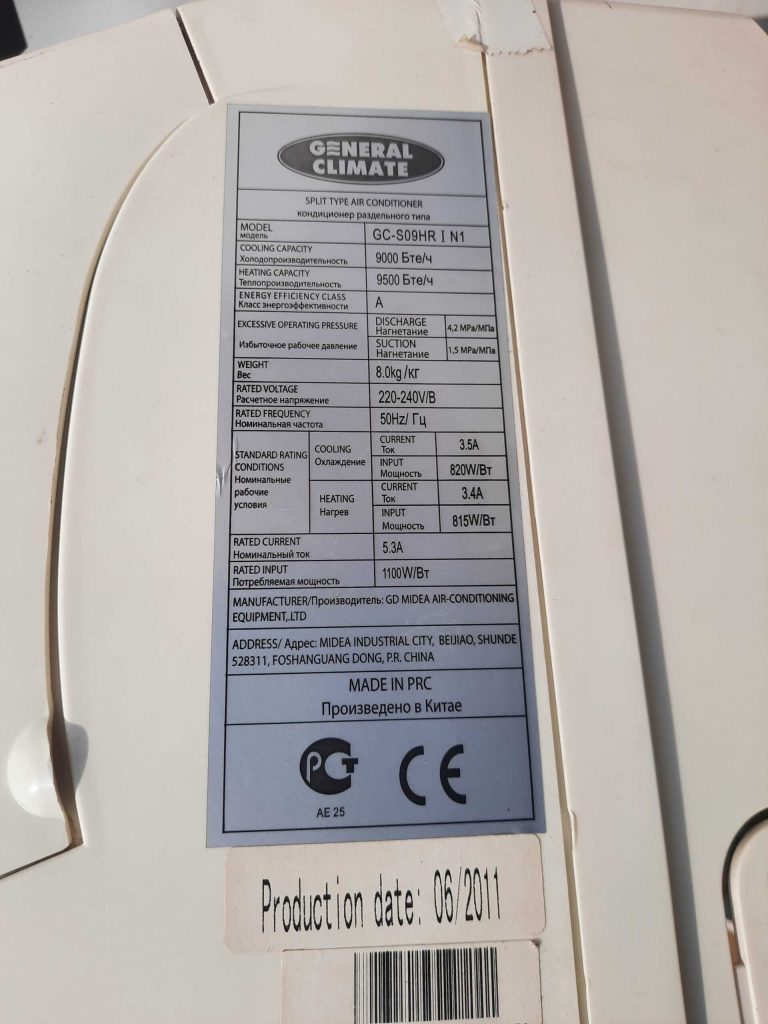 GENERAL
CLIMATE
SPLIT TYPE AIR CONDITIONER
кондиционер раздельного типа
MODEL
модель
GC-S09HR I N1
COOLING CAPACITY
Холодопроизводительность
9000 Бте/ч
HEATING CAPACITY
Теплопроизводительность
9500 Бте/ч
ENERGY EFFICIENCY CLASS
Класс энергоэффективности
A
EXCESSIVE OPERATING PRESSURE
Избыточное рабочее давление
DISCHARGE
Нагнетание
4,2 MPa/МПа
SUCTION
Нагнетание
1,5 MPa/МПа
WEIGHT
Вес
8.0kg/кг
RATED VOLTAGE
Расчетное напряжение
220-240V/В
RATED FREQUENCY
Номинальная частота
50Hz/ Гц
STANDARD RATING
CONDITIONS
Номинальные
рабочие
условия
COOLING
Охлаждение
CURRENT
Ток
3.5A
INPUT
Мощность
820W/Вт
HEATING
Нагрев
CURRENT
Ток
3.4A
INPUT
Мощность
815W/Вт
RATED CURRENT
Номинальный ток
5.3A
RATED INPUT
Потребляемая мощность
1100W/Вт
MANUFACTURER/Производитель: GD MIDEA AIR-CONDITIONING
EQUIPMENT,.LTD
ADDRESS/ Адрес: MIDEA INDUSTRIAL CITY, BEIJIAO, SHUNDE
528311, FOSHANGUANG DONG, P.R. CHINA
MADE IN PRC
Произведено в Китае
РСТ
CE
AE 25
Production date: 06/2011